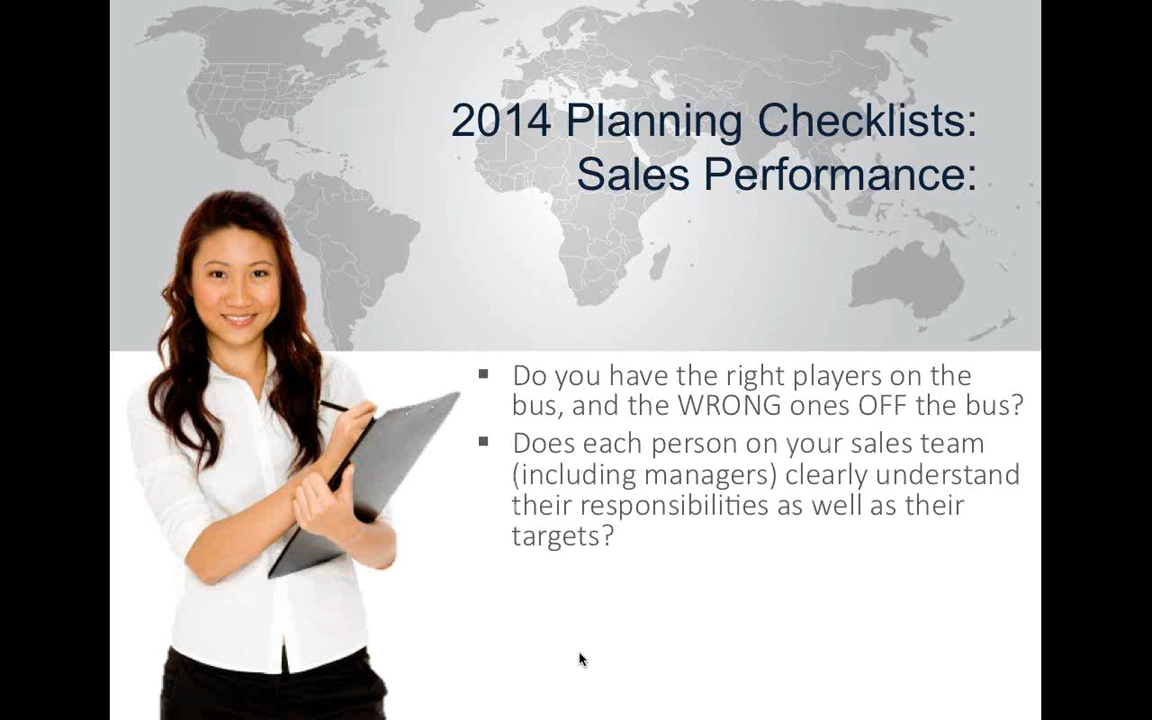 2014 Planning Checklists:
Sales Performance:
▪ Do you have the right players on the
bus, and the WRONG ones OFF the bus?
▪ Does each person on your sales team
(including managers) clearly understand
their responsibilities as well as their
targets?